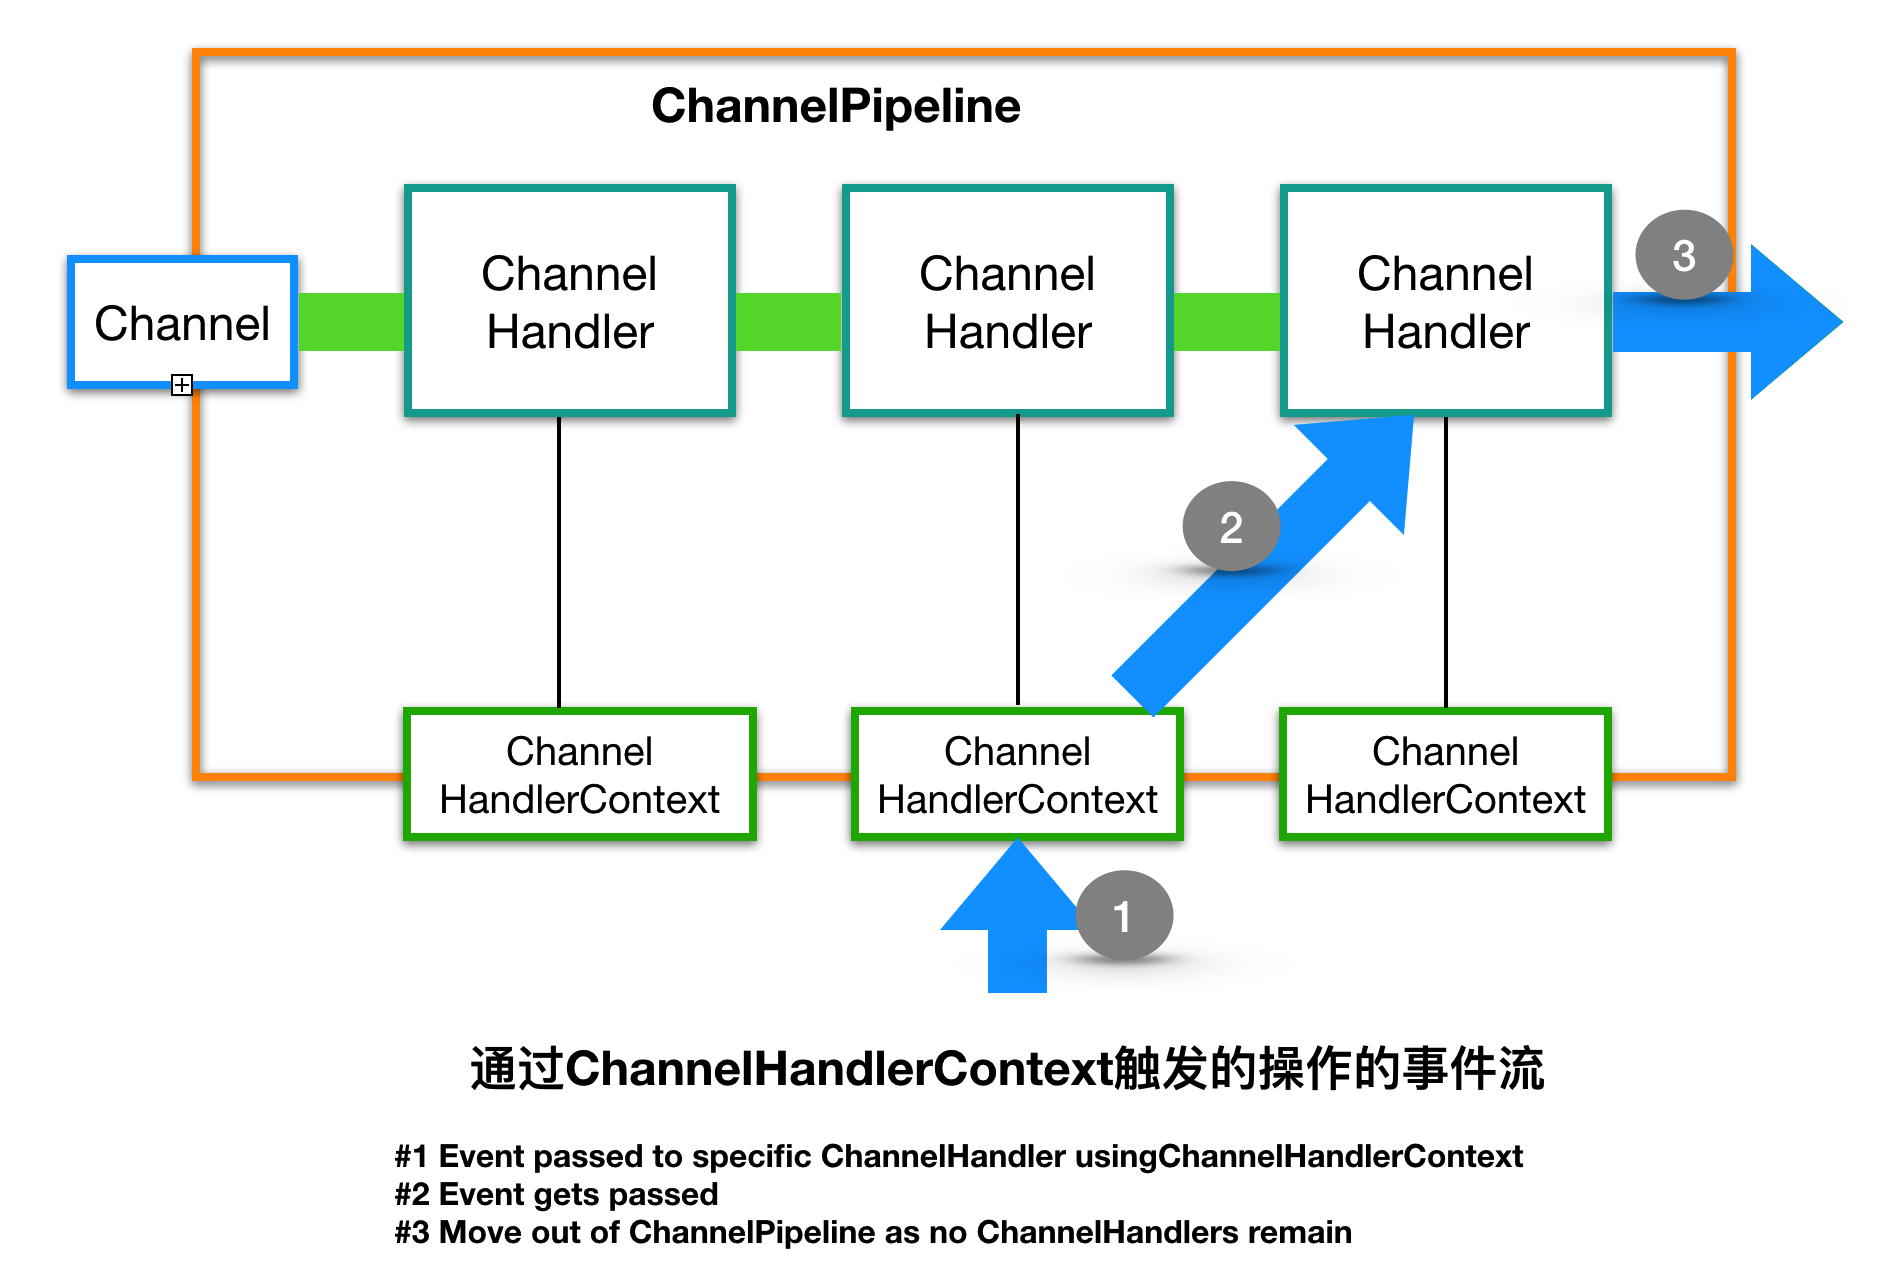 ChannelPipeline
Channel
Channel
Handler
Channel
Handler
Channel
Handler
3
2
Channel
HandlerContext
Channel
HandlerContext
Channel
HandlerContext
1
通过ChannelHandlerContext触发的操作的事件流
#1 Event passed to specific ChannelHandler usingChannelHandlerContext
#2 Event gets passed
#3 Move out of ChannelPipeline as no ChannelHandlers remain